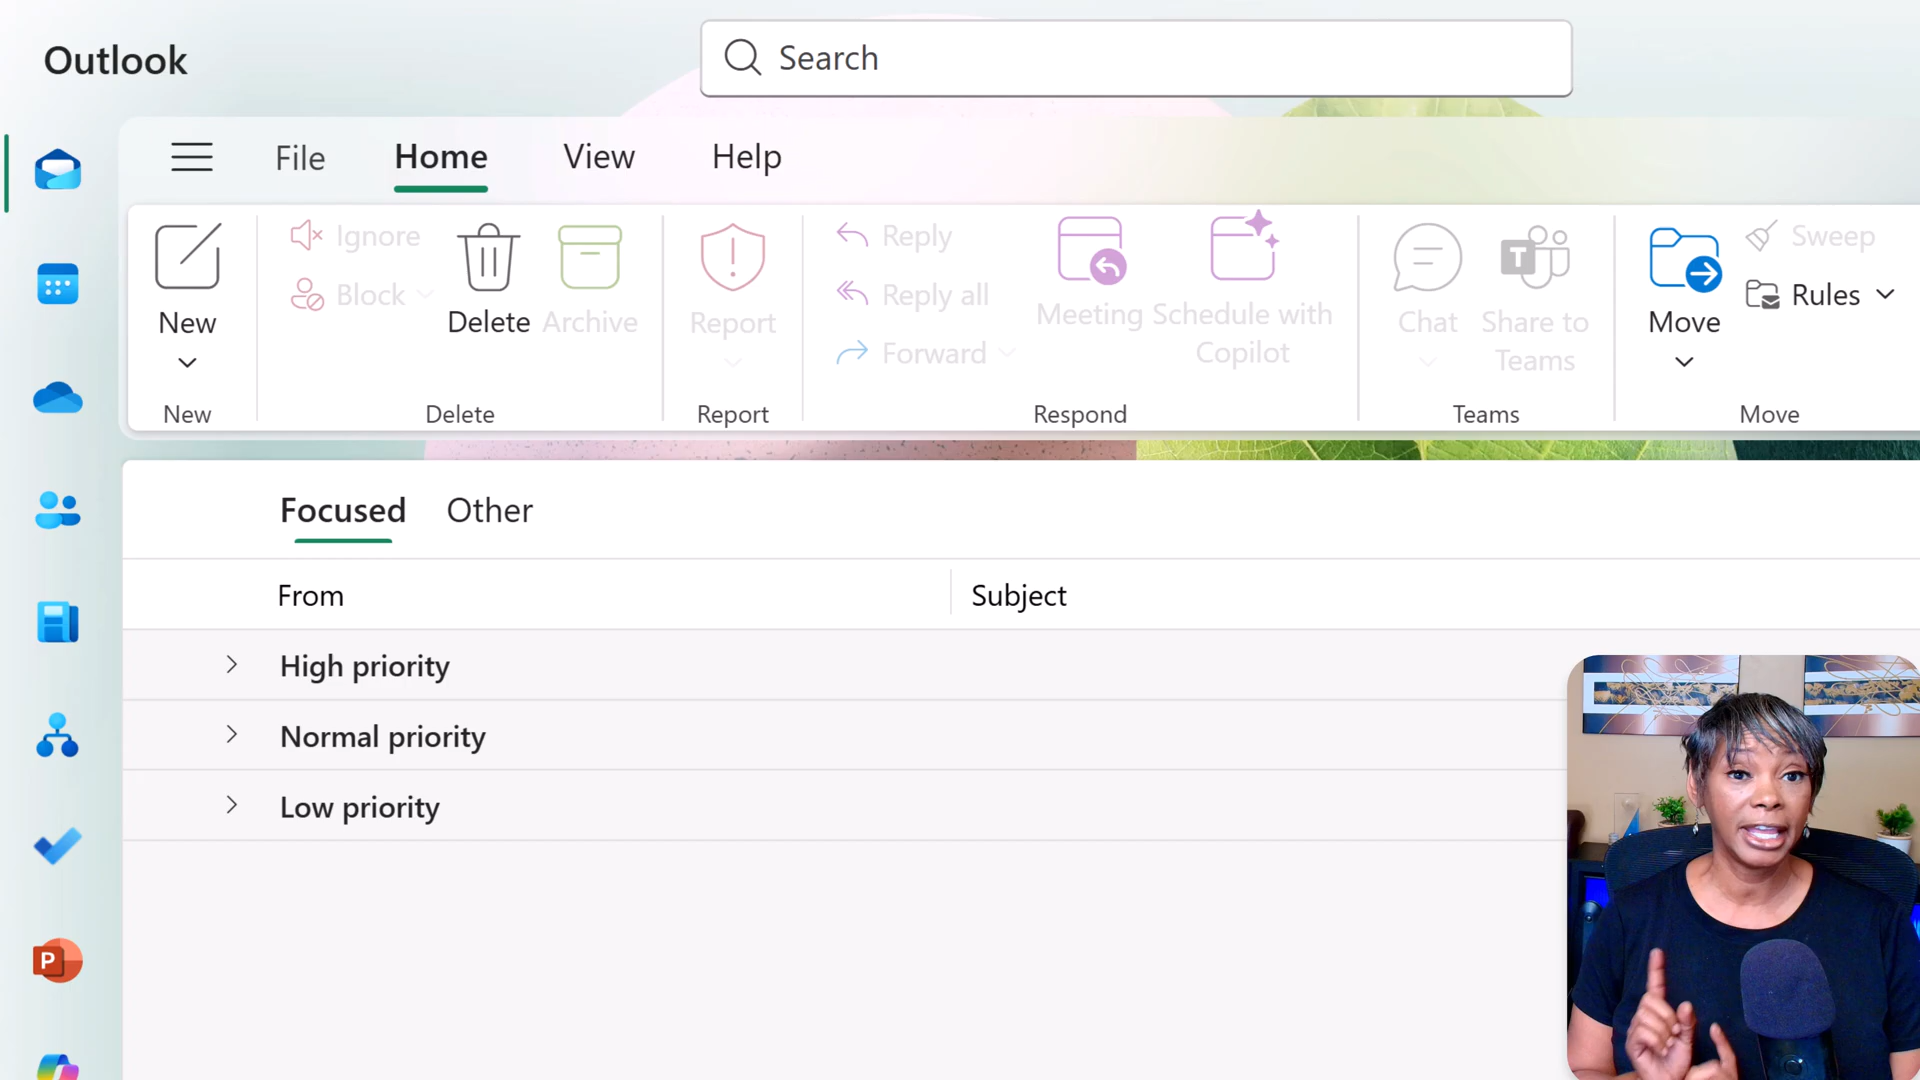 Outlook
Search
File Home View Help
New
Ignore
Block
Delete
Archive
Report
Reply
Reply all
Forward
Meeting
Schedule with
Copilot
Chat
Share to
Teams
Move
Sweep
Rules
New
Delete
Report
Respond
Teams
Move
Focused Other
From Subject
High priority
Normal priority
Low priority
P
T